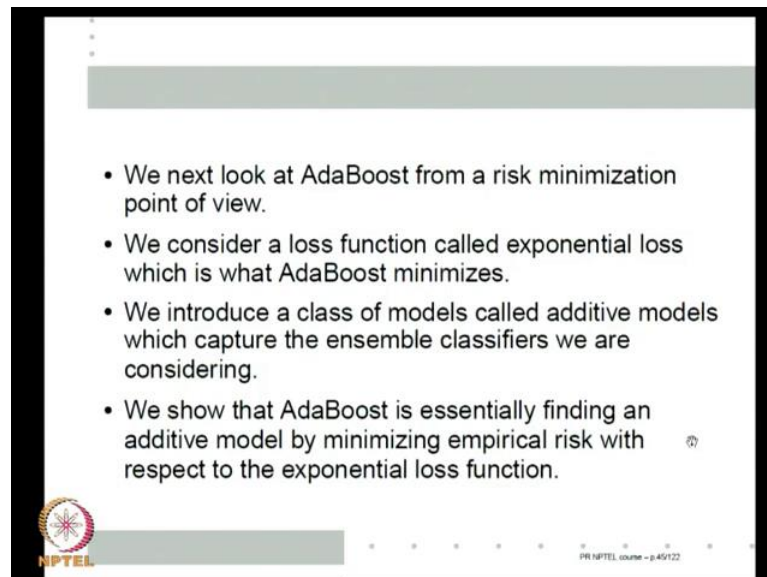 • We next look at AdaBoost from a risk minimization
point of view.
• We consider a loss function called exponential loss
which is what AdaBoost minimizes.
• We introduce a class of models called additive models
which capture the ensemble classifiers we are
considering.
• We show that AdaBoost is essentially finding an
additive model by minimizing empirical risk with
respect to the exponential loss function.
NPTEL
PR NPTEL course – p.45/122